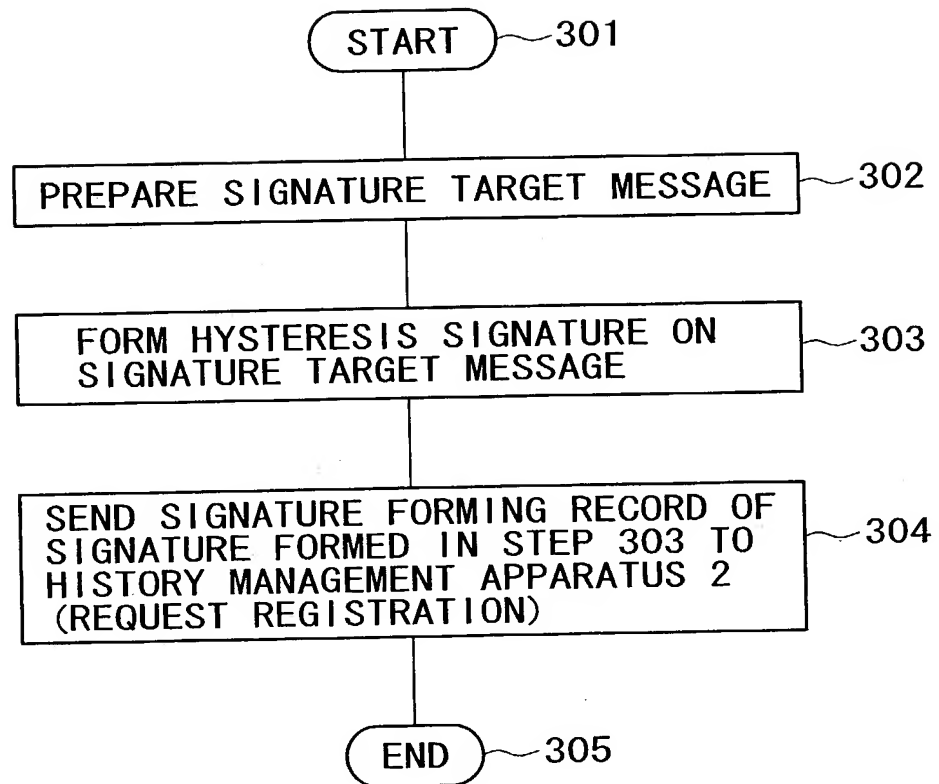 START 301
PREPARE SIGNATURE TARGET MESSAGE 302
FORM HYSTERESIS SIGNATURE ON
SIGNATURE TARGET MESSAGE
303
SEND SIGNATURE FORMING RECORD OF
SIGNATURE FORMED IN STEP 303 TO
HISTORY MANAGEMENT APPARATUS 2
(REQUEST REGISTRATION)
304
END 305